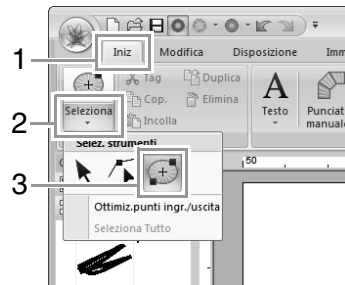 1
Iniz Modifica Disposizione Imm
Tag Duplica
Seleziona Cop. Elimina A Testo Punciat manuale
Incolla
2
Selez. strumenti
50
3
Ottimiz.punti ingr./uscita
Seleziona Tutto